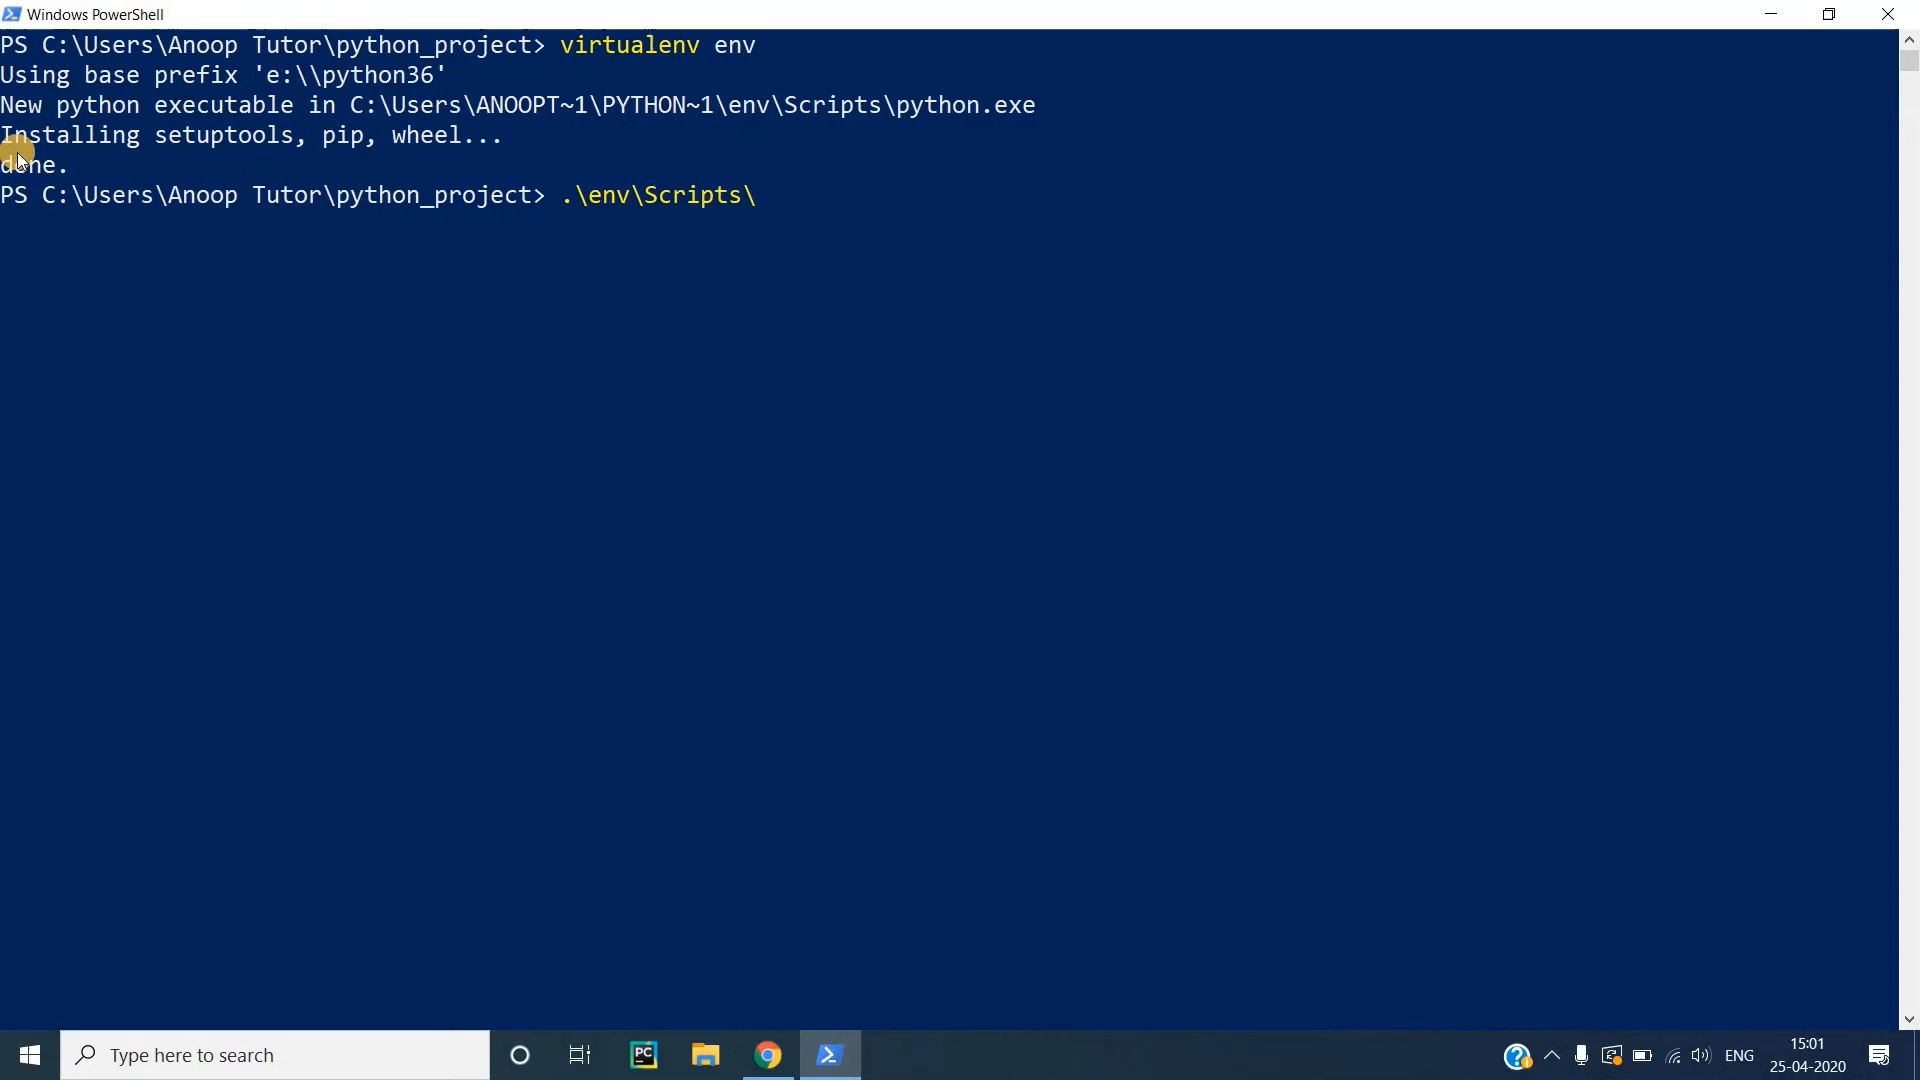 Windows PowerShell
PS C:\Users\Anoop Tutor\python_project> virtualenv env
Using base prefix 'e:\\python36'
New python executable in C:\Users\ANOOPT~1\PYTHON~1\env\Scripts\python.exe
Installing setuptools, pip, wheel...
done.
PS C:\Users\Anoop Tutor\python_project> .\env\Scripts\
Type here to search
PC
ENG
15:01
25-04-2020